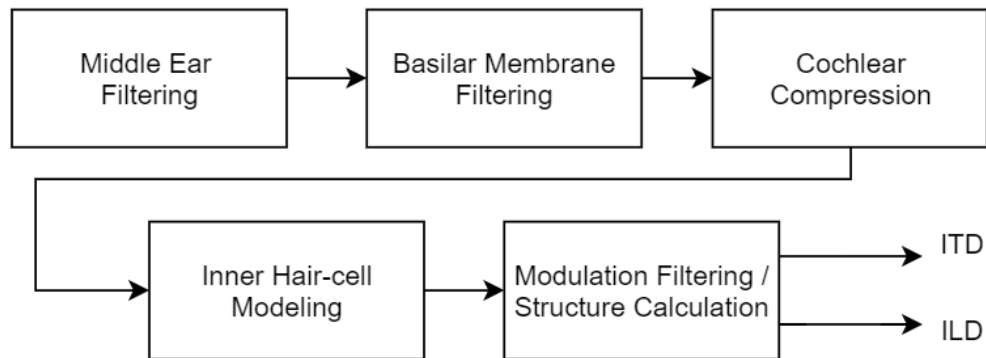 Middle Ear
Filtering
Basilar Membrane
Filtering
Cochlear
Compression
Inner Hair-cell
Modeling
Modulation Filtering /
Structure Calculation
ITD
ILD